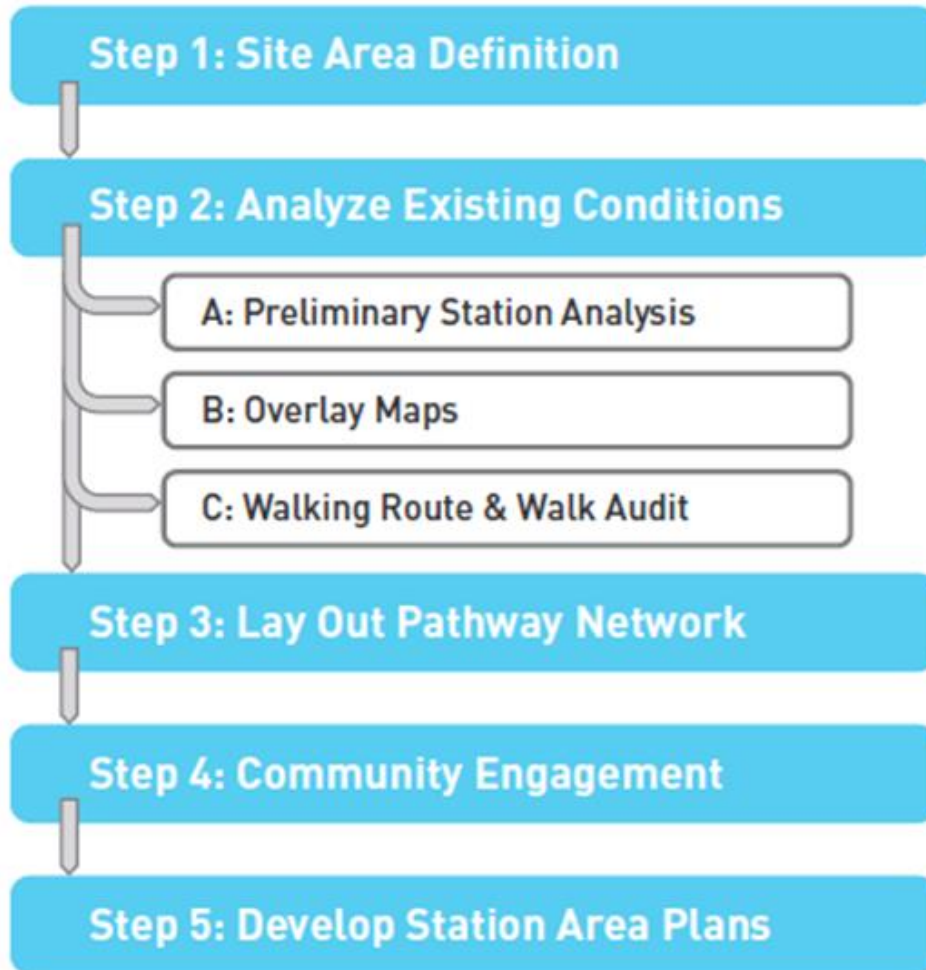 Step 1: Site Area Definition
Step 2: Analyze Existing Conditions
A: Preliminary Station Analysis
B: Overlay Maps
C: Walking Route & Walk Audit
Step 3: Lay Out Pathway Network
Step 4: Community Engagement
Step 5: Develop Station Area Plans